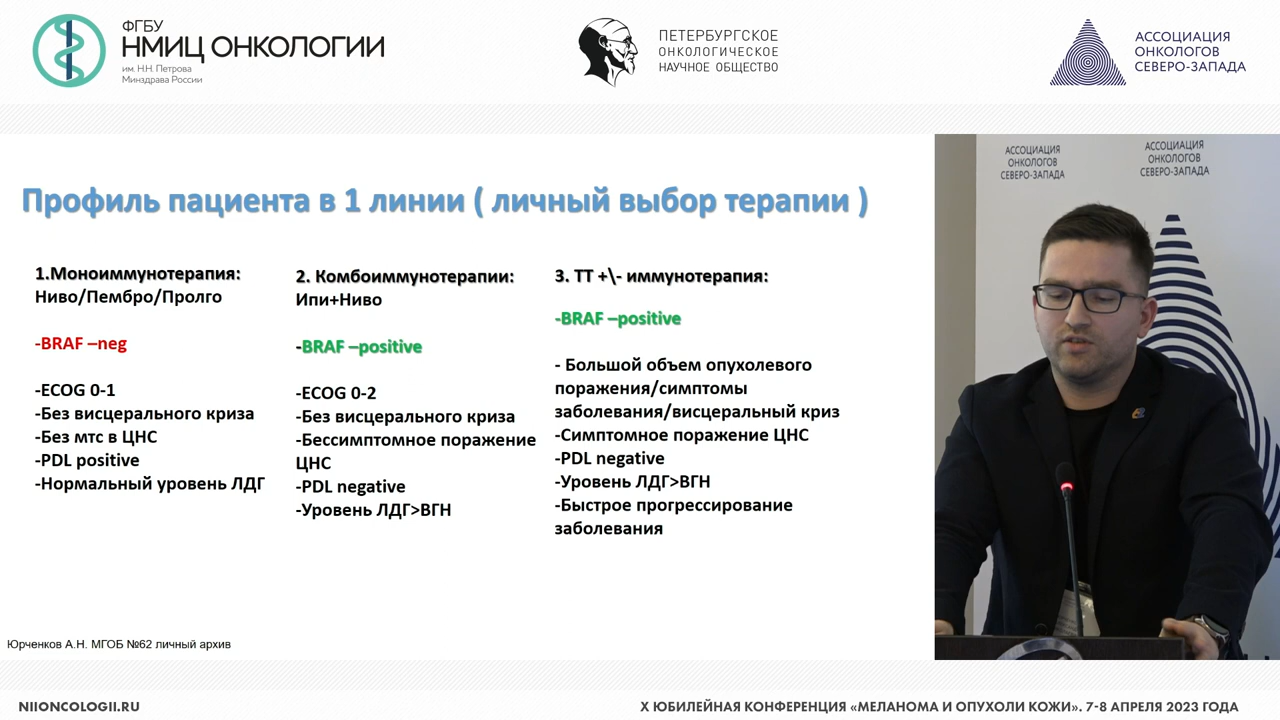 ФГБУ
НМИЦ ОНКОЛОГИИ
им. Н.Н. Петрова
Минздрава России
ПЕТЕРБУРГСКОЕ
ОНКОЛОГИЧЕСКОЕ
НАУЧНОЕ ОБЩЕСТВО
АССОЦИАЦИЯ
ОНКОЛОГОВ
СЕВЕРО-ЗАПАДА
Профиль пациента в 1 линии ( личный выбор терапии )
1.Моноиммунотерапия:
Ниво/Пембро/Пролго
-BRAF –neg
-ECOG 0-1
-Без висцерального криза
-Без мтс в ЦНС
-PDL positive
-Нормальный уровень ЛДГ
2. Комбоиммунотерапии:
Ипи+Ниво
-BRAF –positive
-ECOG 0-2
-Без висцерального криза
-Бессимптомное поражение
ЦНС
-PDL negative
-Уровень ЛДГ>ВГН
3. ТТ +\- иммунотерапия:
-BRAF –positive
- Большой объем опухолевого
поражения/симптомы
заболевания/висцеральный криз
-Симптомное поражение ЦНС
-PDL negative
-Уровень ЛДГ>ВГН
-Быстрое прогрессирование
заболевания
Юрченков А.Н. МГОБ №62 личный архив
АССОЦИАЦИЯ
ОНКОЛОГОВ
СЕВЕРО-ЗАПАДА
АССОЦИАЦИЯ
ОНКОЛОГОВ
СЕВЕРО-ЗАПАДА
NIIONCOLOGII.RU
X ЮБИЛЕЙНАЯ КОНФЕРЕНЦИЯ «МЕЛАНОМА И ОПУХОЛИ КОЖИ». 7-8 АПРЕЛЯ 2023 ГОДА